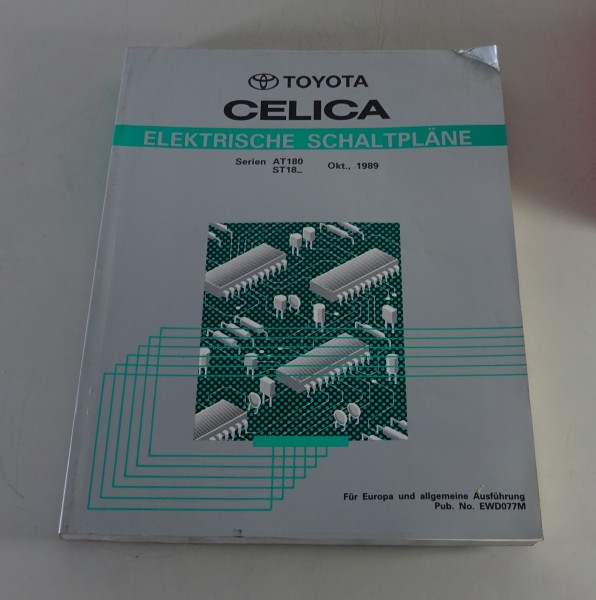 TOYOTA
CELICA
ELEKTRISCHE SCHALTPLÄNE
Serien AT180 Okt., 1989
ST18_
Für Europa und allgemeine Ausführung
Pub. No. EWD077M